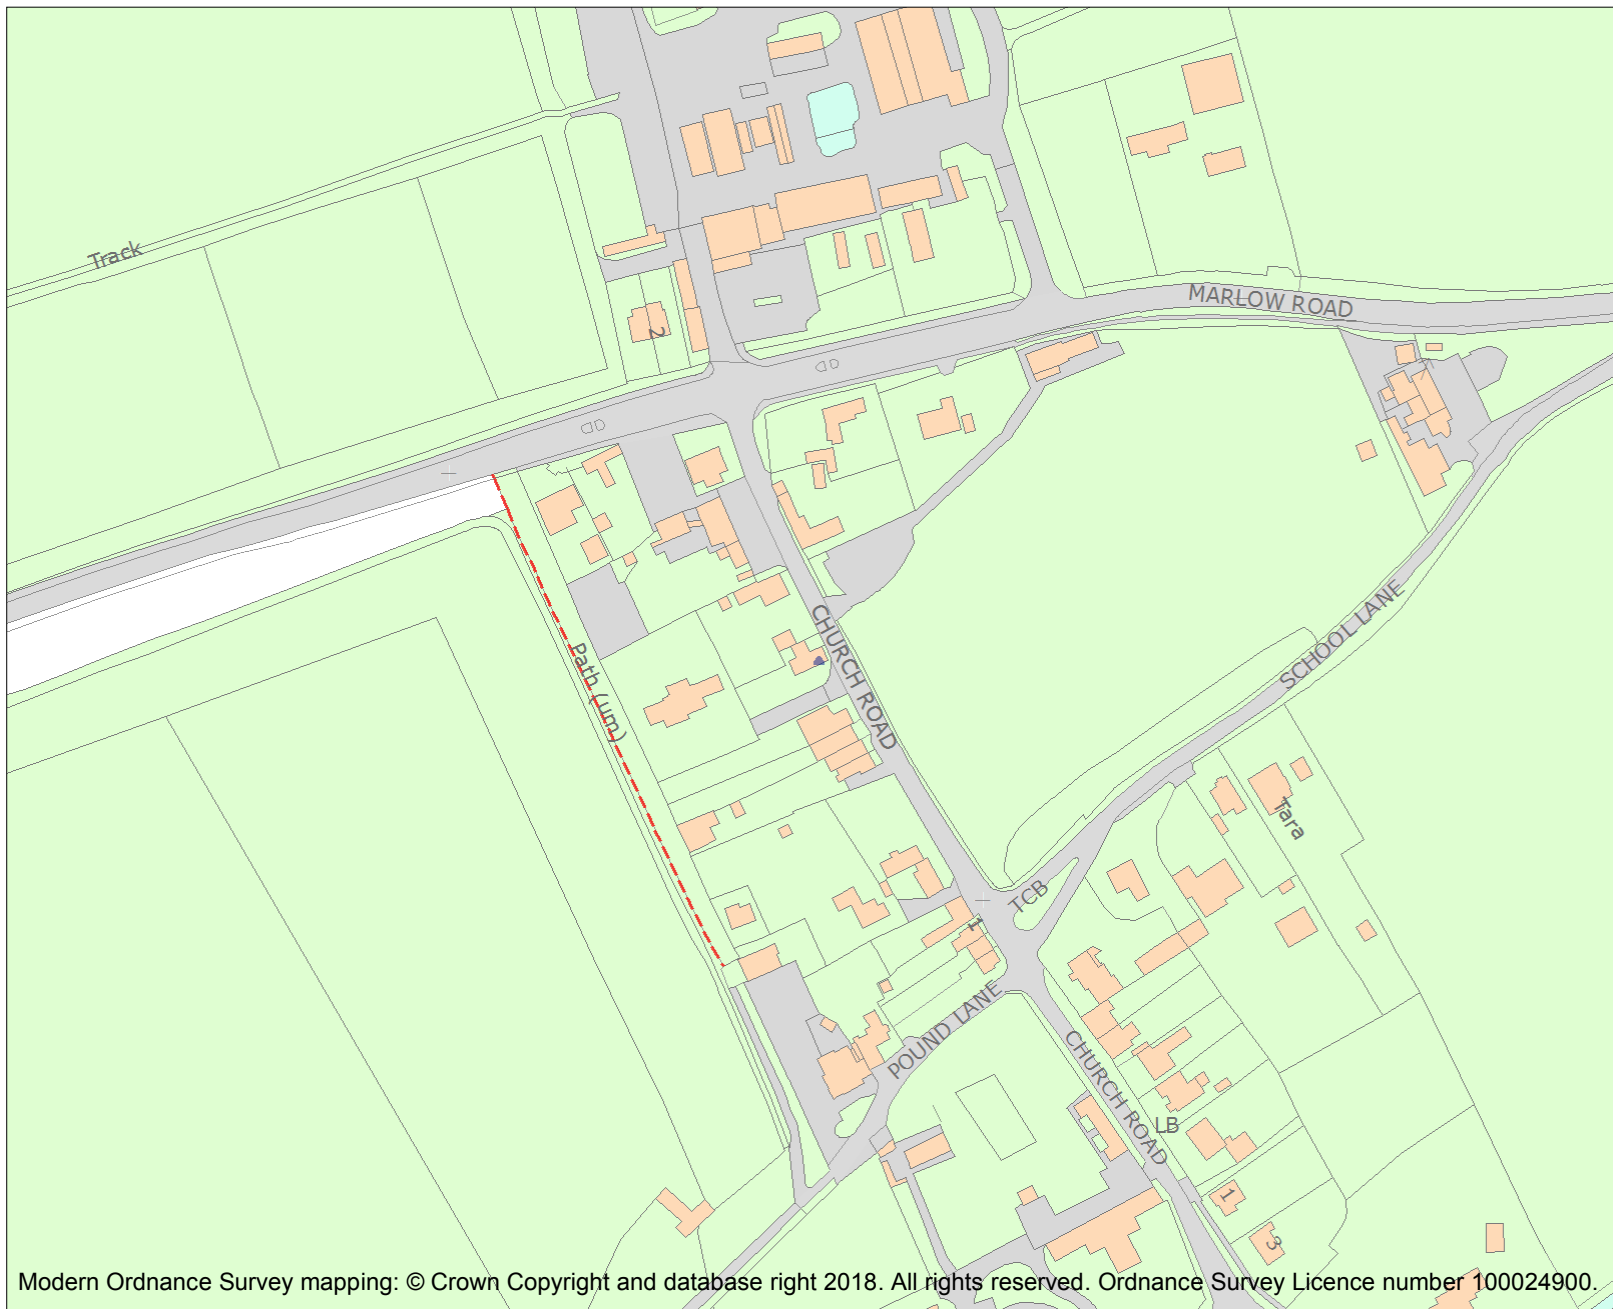 Track
MARLOW ROAD
2
Path (um)
CHURCH ROAD
SCHOOL LANE
Tara
TCB
1
POUND LANE
CHURCH ROAD
LB
1
3
Modern Ordnance Survey mapping: © Crown Copyright and database right 2018. All rights reserved. Ordnance Survey Licence number 100024900.